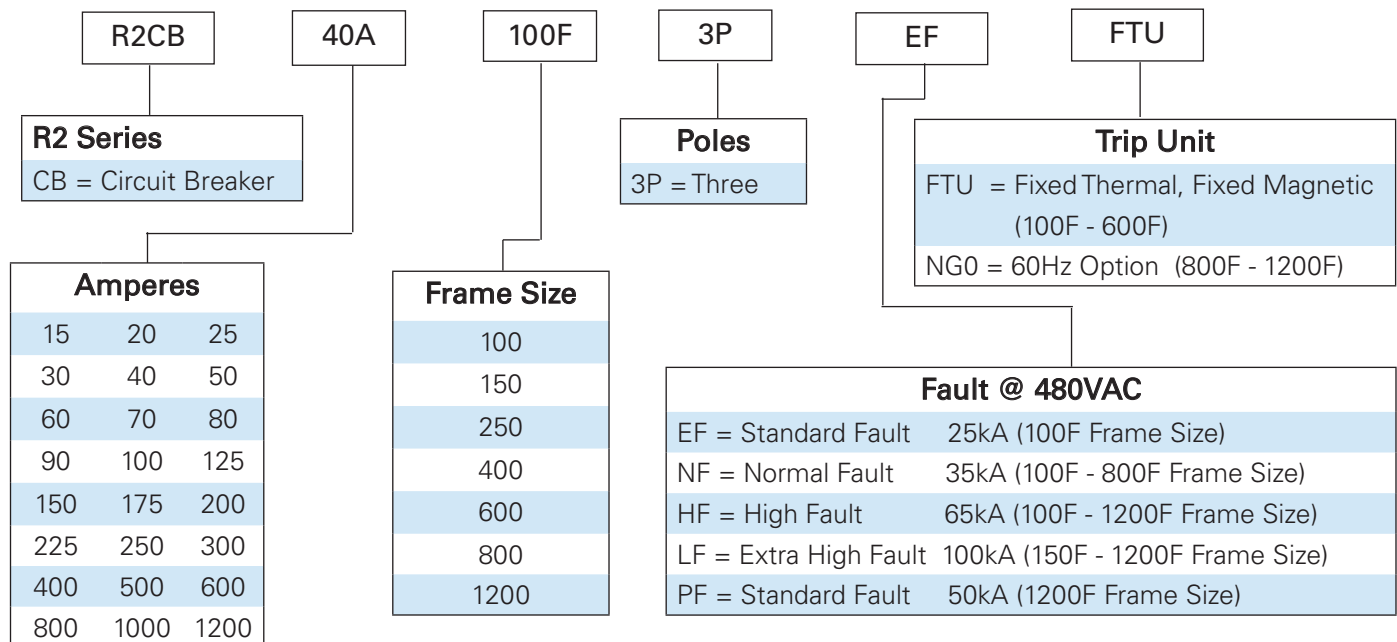 R2CB 40A 100F 3P EF FTU
R2 Series
CB = Circuit Breaker
Poles
3P = Three
Trip Unit
FTU = Fixed Thermal, Fixed Magnetic
(100F - 600F)
NG0 = 60Hz Option (800F - 1200F)
Amperes
15 20 25
30 40 50
60 70 80
90 100 125
150 175 200
225 250 300
400 500 600
800 1000 1200
Frame Size
100
150
250
400
600
800
1200
Fault @ 480VAC
EF = Standard Fault 25kA (100F Frame Size)
NF = Normal Fault 35kA (100F - 800F Frame Size)
HF = High Fault 65kA (100F - 1200F Frame Size)
LF = Extra High Fault 100kA (150F - 1200F Frame Size)
PF = Standard Fault 50kA (1200F Frame Size)